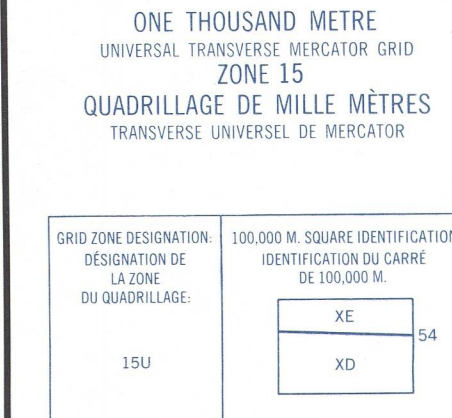 ONE THOUSAND METRE
UNIVERSAL TRANSVERSE MERCATOR GRID
ZONE 15
QUADRILLAGE DE MILLE MÈTRES
TRANSVERSE UNIVERSEL DE MERCATOR
GRID ZONE DESIGNATION:
DÉSIGNATION DE
LA ZONE
DU QUADRILLAGE:
15U
100,000 M. SQUARE IDENTIFICATION
IDENTIFICATION DU CARRÉ
DE 100,000 M.
XE
54
XD